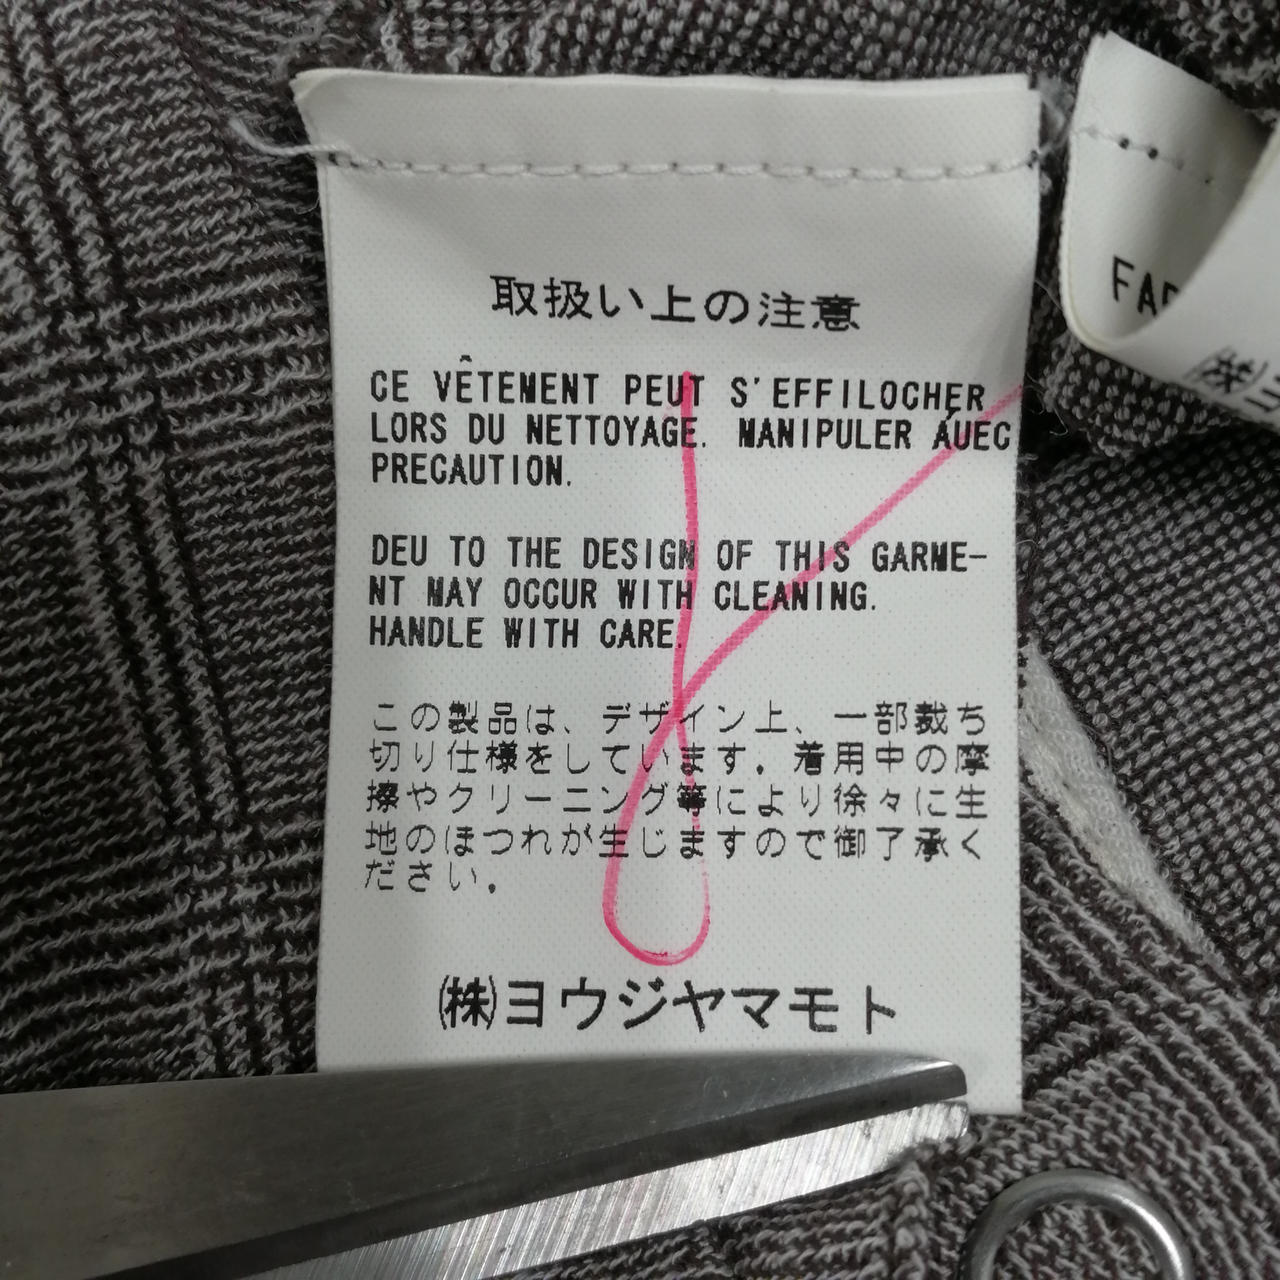 取扱い上の注意
CE VÊTEMENT PEUT S'EFFILOCHER
LORS DU NETTOYAGE. MANIPULER AUEC
PRECAUTION.
DEU TO THE DESIGN OF THIS GARME-
NT MAY OCCUR WITH CLEANING.
HANDLE WITH CARE.
この製品は、デザイン上、一部裁ち
切り仕様をしています．着用中の摩
擦やクリーニング等により徐々に生
地のほつれが生じますので御了承く
ださい．
㈱ヨウジヤマモト
㈱ヨ